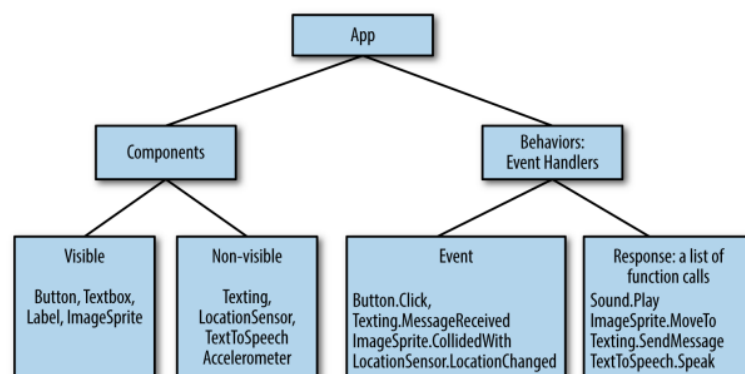 App
Components
Behaviors:
Event Handlers
Visible
Button, Textbox,
Label, ImageSprite
Non-visible
Texting,
LocationSensor,
TextToSpeech
Accelerometer
Event
Button.Click,
Texting.MessageReceived
ImageSprite.CollidedWith
LocationSensor.LocationChanged
Response: a list of
function calls
Sound.Play
ImageSprite.MoveTo
Texting.SendMessage
TextToSpeech.Speak